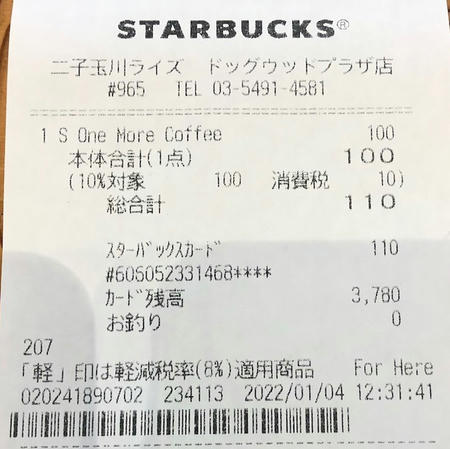 STARBUCKS®
二子玉川ライズ ドッグウッドプラザ店
#965 TEL 03-5491-4581
1 S One More Coffee 100
本体合計(1点) 100
(10%対象 100 消費税 10)
総合計 110
ｽﾀｰﾊﾞｯｸｽｶｰﾄﾞ 110
#606052331468****
ｶｰﾄﾞ残高 3,780
お釣り 0
207
「軽」印は軽減税率(8%)適用商品 For Here
020241890702 234113 2022/01/04 12:31:41